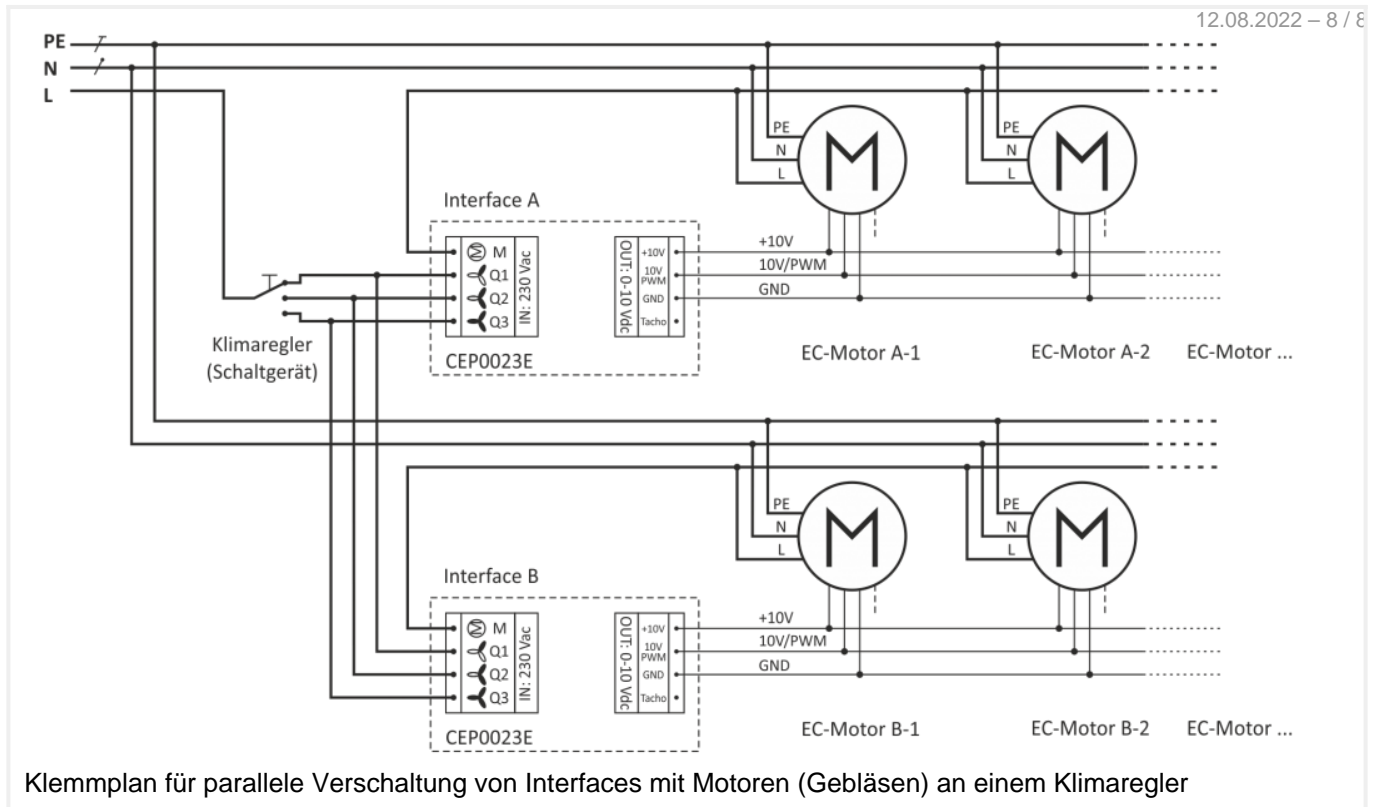 12.08.2022 – 8 / 8
PE
N
L
PE
N
L
PE
N
L
Interface A
M
Q1
Q2
Q3
IN: 230 Vac
OUT: 0-10 Vdc
+10V
10V
PWM
GND
Tacho
+10V
10V/PWM
GND
Klimaregler
(Schaltgerät)
CEP0023E
EC-Motor A-1
EC-Motor A-2
EC-Motor ...
PE
N
L
PE
N
L
Interface B
M
Q1
Q2
Q3
IN: 230 Vac
OUT: 0-10 Vdc
+10V
10V
PWM
GND
Tacho
+10V
10V/PWM
GND
CEP0023E
EC-Motor B-1
EC-Motor B-2
EC-Motor ...
Klemmplan für parallele Verschaltung von Interfaces mit Motoren (Gebläsen) an einem Klimaregler